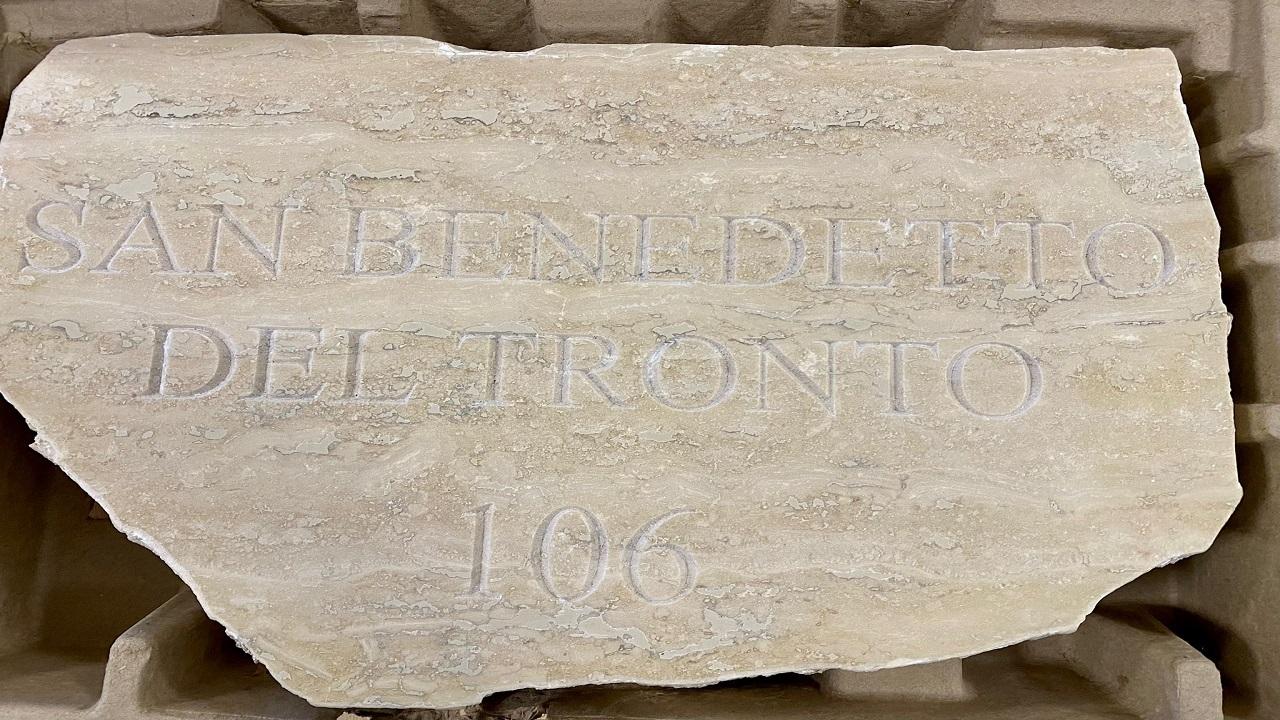 SAN BENEDETTO
DEL TRONTO
106